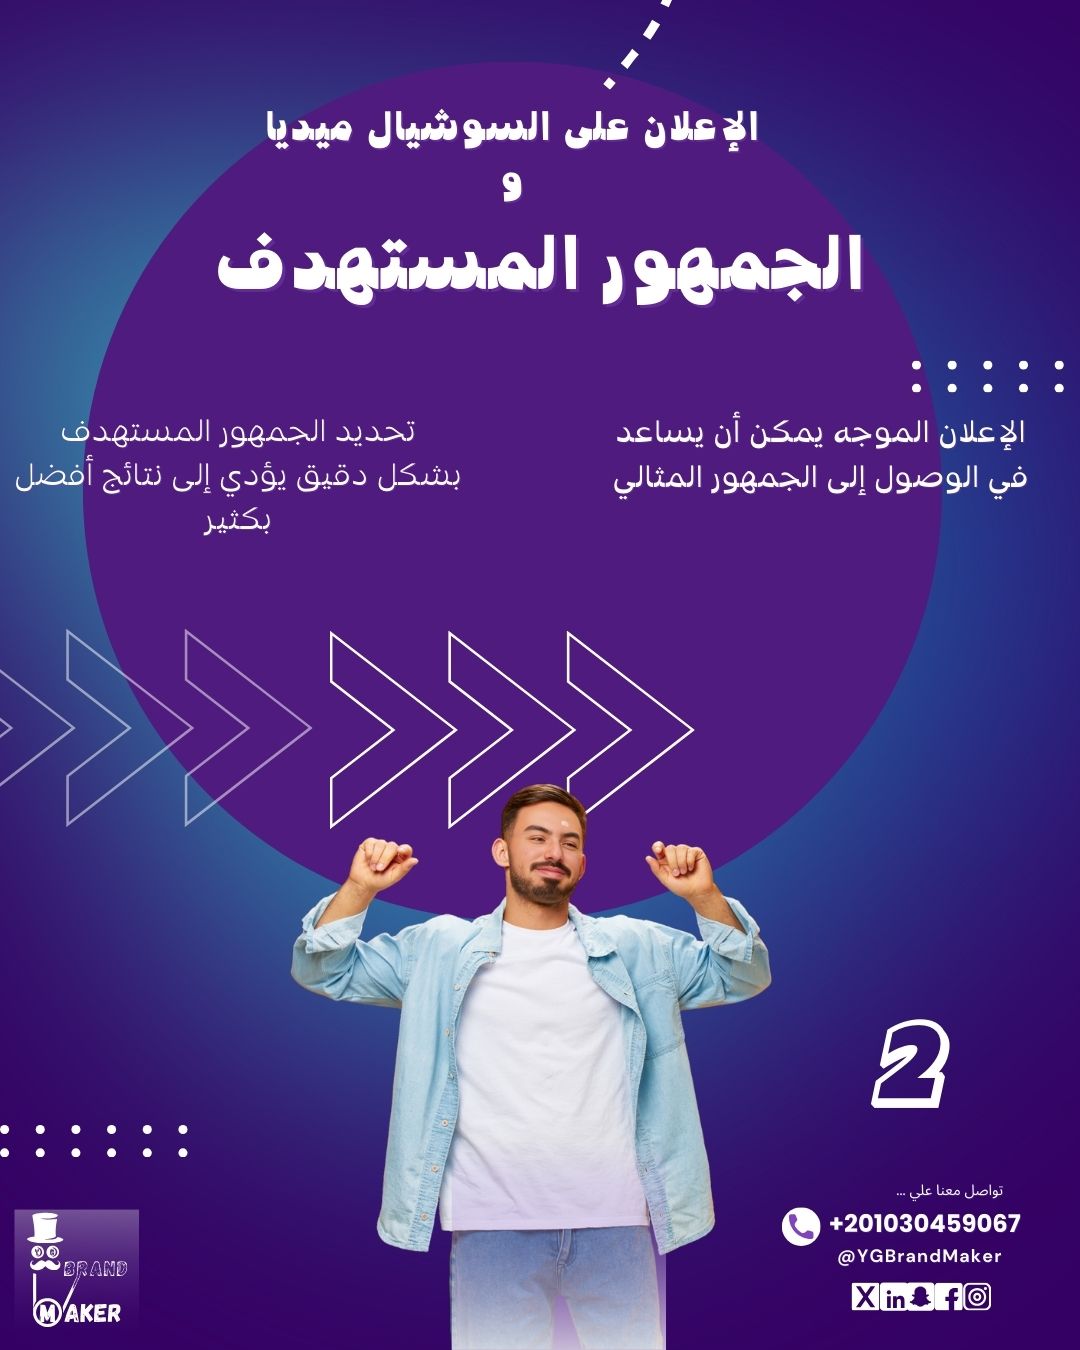 الإعلان على السوشيال ميديا
و
الجمهور المستهدف
الإعلان الموجه يمكن أن يساعد
في الوصول إلى الجمهور المثالي
تحديد الجمهور المستهدف
بشكل دقيق يؤدي إلى نتائج أفضل
بكثير
2
تواصل معنا علي ...
+201030459067
@YGBrandMaker
BRAND
MAKER